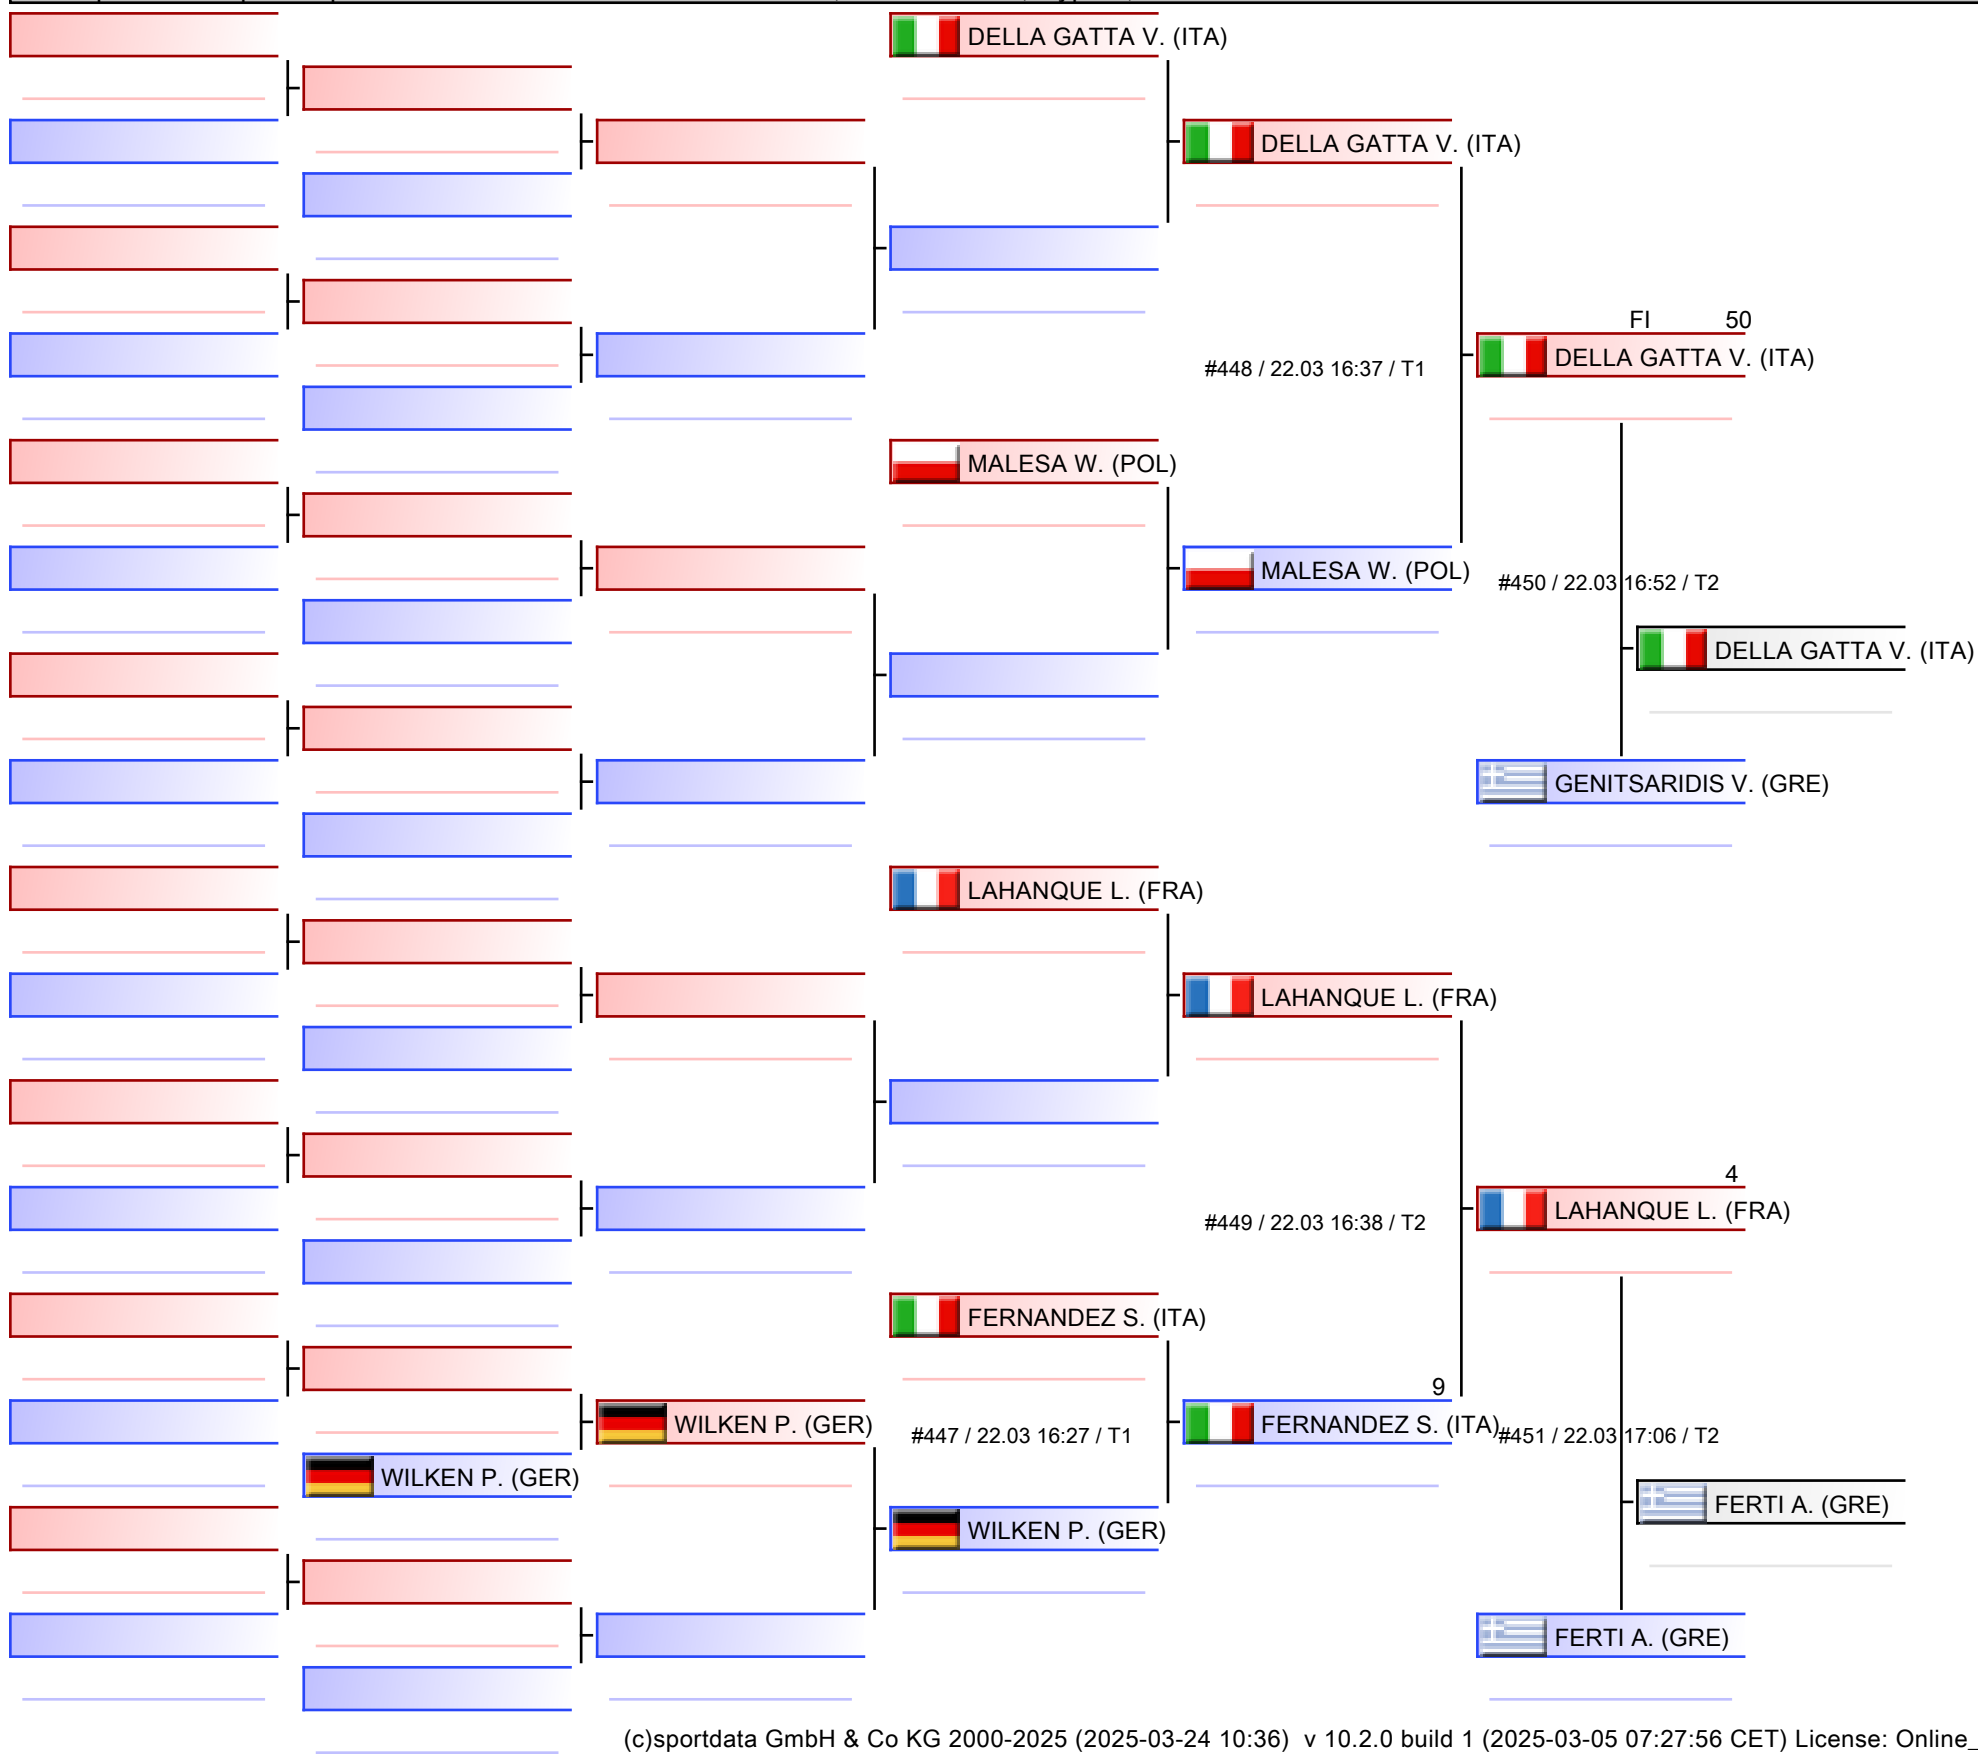 DELLA GATTA V. (ITA)
DELLA GATTA V. (ITA)
FI 50
DELLA GATTA V. (ITA)
#448 / 22.03 16:37 / T1
MALESA W. (POL)
MALESA W. (POL)
#450 / 22.03 16:52 / T2
DELLA GATTA V. (ITA)
GENITSARIDIS V. (GRE)
LAHANQUE L. (FRA)
LAHANQUE L. (FRA)
4
LAHANQUE L. (FRA)
#449 / 22.03 16:38 / T2
FERNANDEZ S. (ITA)
9
WILKEN P. (GER)
#447 / 22.03 16:27 / T1
FERNANDEZ S. (ITA)
#451 / 22.03 17:06 / T2
WILKEN P. (GER)
FERTI A. (GRE)
WILKEN P. (GER)
FERTI A. (GRE)
(c)sportdata GmbH & Co KG 2000-2025 (2025-03-24 10:36) v 10.2.0 build 1 (2025-03-05 07:27:56 CET) License: Online_